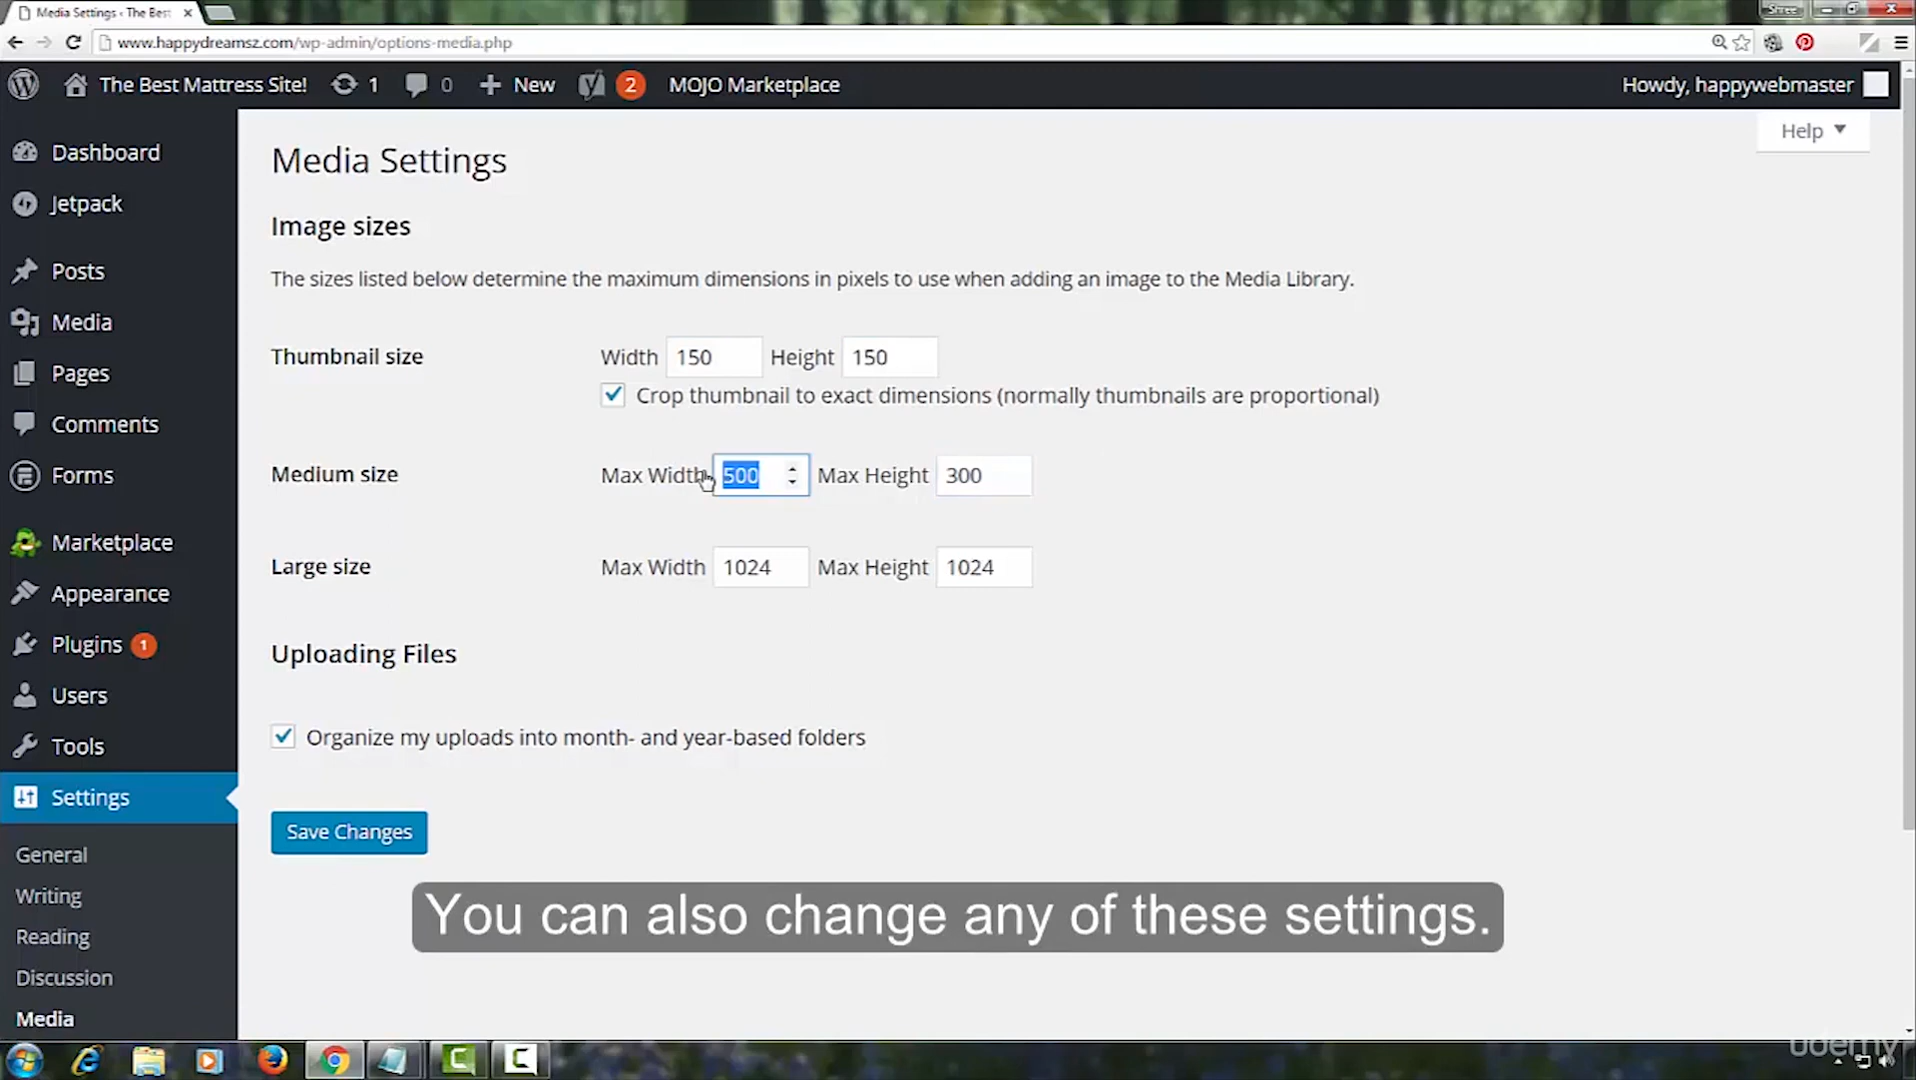 Media Settings ‹ The Bes
Shree
www.happydreamsz.com/wp-admin/options-media.php
The Best Mattress Site! 1 0 New 2 MOJO Marketplace Howdy, happywebmaster
Help
Dashboard
Jetpack
Posts
Media
Pages
Comments
Forms
Marketplace
Appearance
Plugins 1
Users
Tools
Settings
General
Writing
Reading
Discussion
Media
Media Settings
Image sizes
The sizes listed below determine the maximum dimensions in pixels to use when adding an image to the Media Library.
Thumbnail size Width 150 Height 150
Crop thumbnail to exact dimensions (normally thumbnails are proportional)
Medium size Max Width 500 Max Height 300
Large size Max Width 1024 Max Height 1024
Uploading Files
Organize my uploads into month- and year-based folders
Save Changes
You can also change any of these settings.
udemy